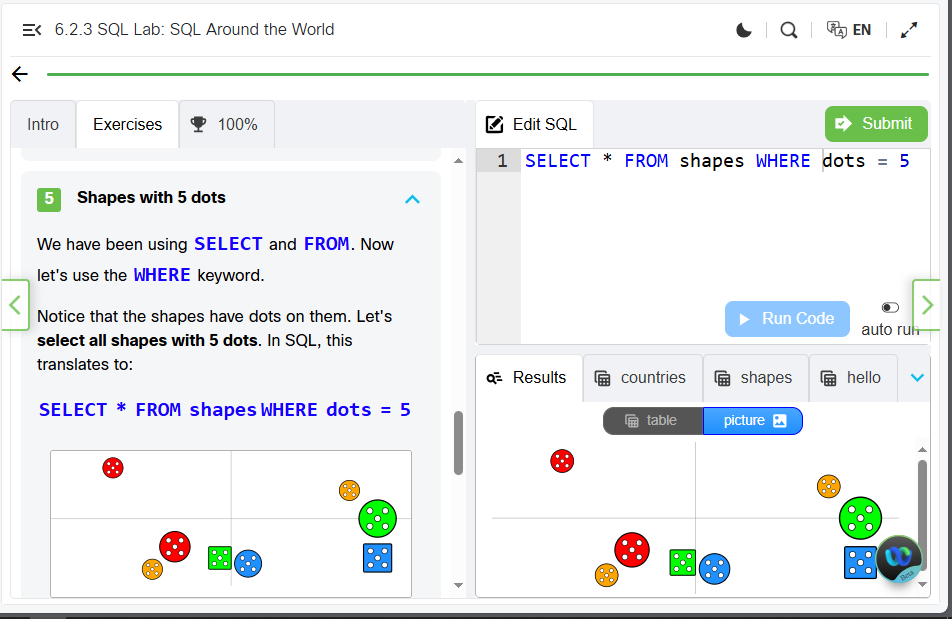 6.2.3 SQL Lab: SQL Around the World
EN
Intro
Exercises
100%
Edit SQL
Submit
5
Shapes with 5 dots
We have been using SELECT and FROM. Now
let's use the WHERE keyword.
Notice that the shapes have dots on them. Let's
select all shapes with 5 dots. In SQL, this
translates to:
SELECT * FROM shapes WHERE dots = 5
1 SELECT * FROM shapes WHERE dots = 5
Run Code
auto run
Results
countries
shapes
hello
table
picture
Beta